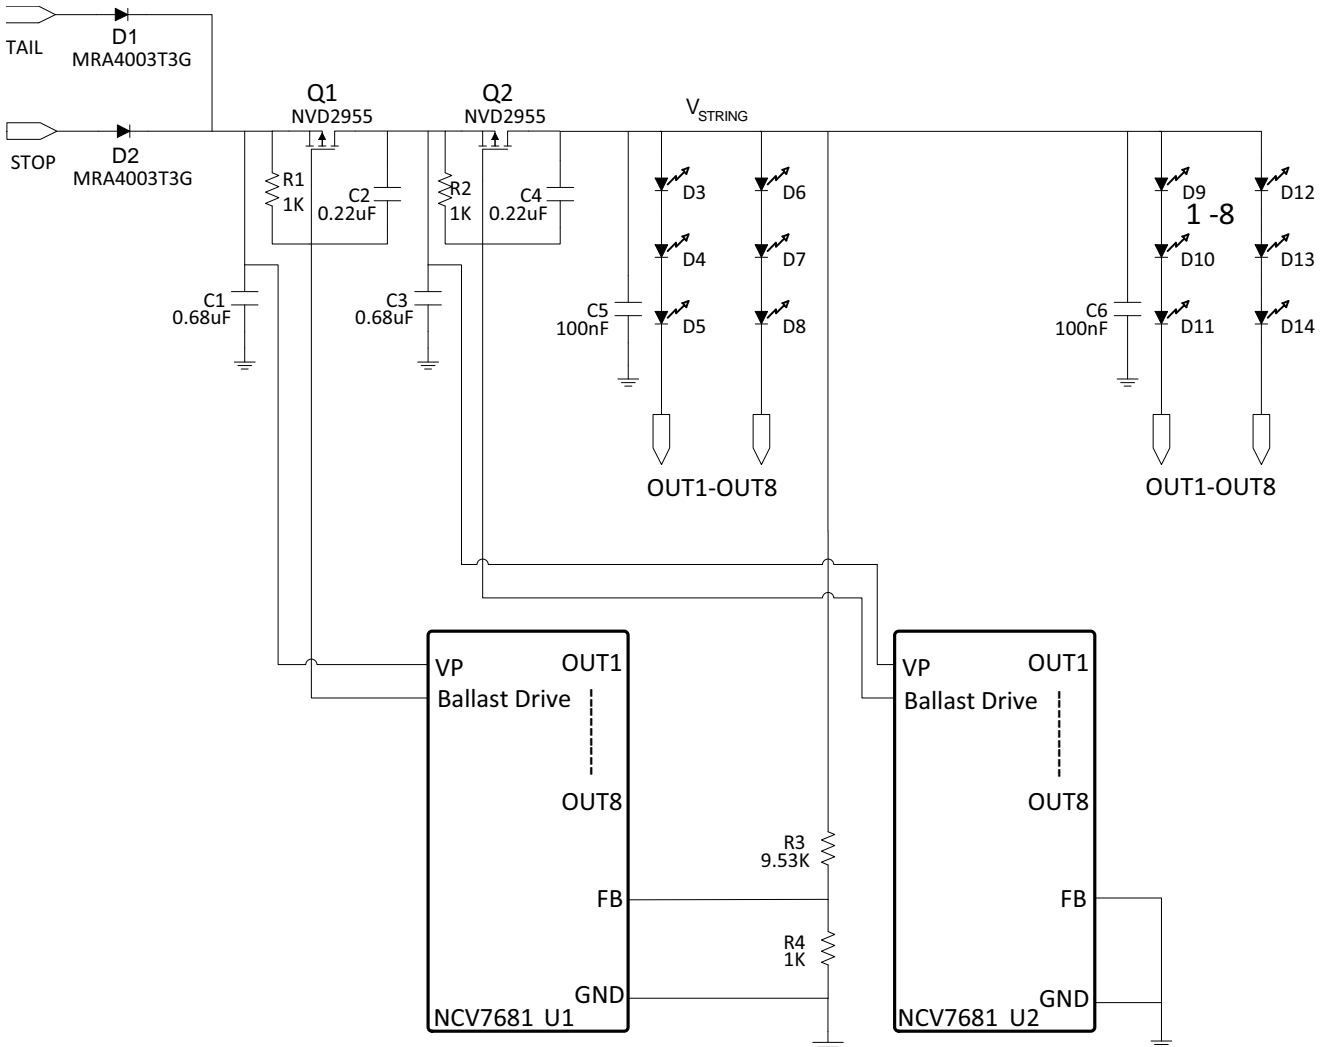 TAIL
D1
MRA4003T3G
STOP
D2
MRA4003T3G
Q1
NVD2955
Q2
NVD2955
VSTRING
R1
1K
C2
0.22uF
R2
1K
C4
0.22uF
C1
0.68uF
C3
0.68uF
C5
100nF
D3
D4
D5
D6
D7
D8
OUT1-OUT8
C6
100nF
D9
1 -8
D10
D11
D12
D13
D14
OUT1-OUT8
VP
OUT1
Ballast Drive
OUT8
FB
GND
NCV7681 U1
R3
9.53K
R4
1K
VP
OUT1
Ballast Drive
OUT8
FB
GND
NCV7681 U2